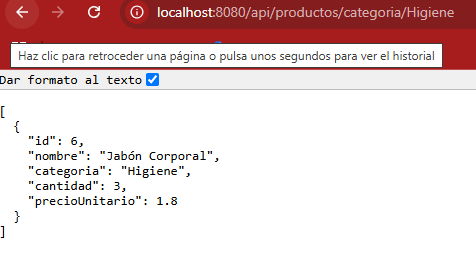 localhost:8080/api/productos/categoria/Higiene
Haz clic para retroceder una página o pulsa unos segundos para ver el historial
Dar formato al texto
[
  {
    "id": 6,
    "nombre": "Jabón Corporal",
    "categoria": "Higiene",
    "cantidad": 3,
    "precioUnitario": 1.8
  }
]